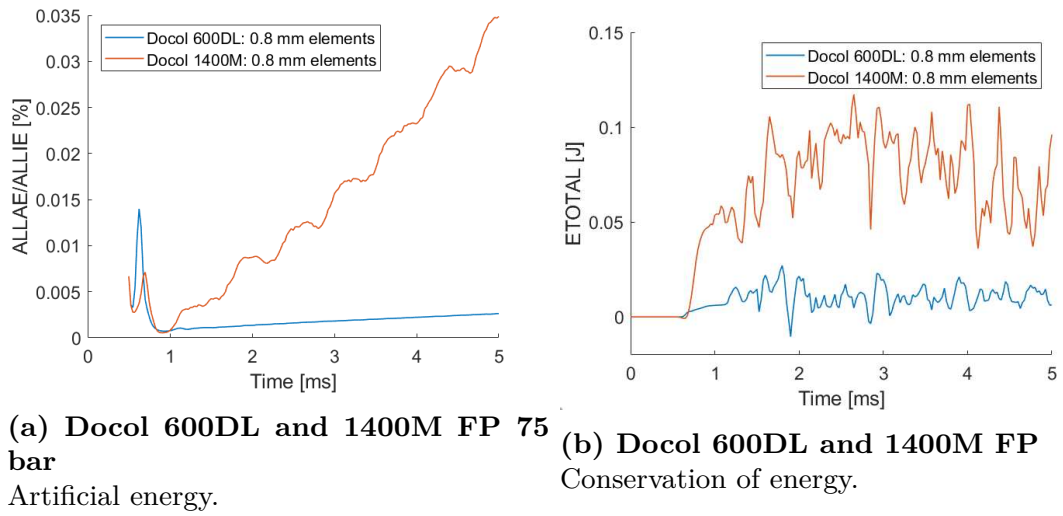 0.035
0.03
0.025
0.02
0.015
0.01
0.005
0
ALLAE/ALLIE [%]
Docol 600DL: 0.8 mm elements
Docol 1400M: 0.8 mm elements
0 1 2 3 4 5
Time [ms]
(a) Docol 600DL and 1400M FP 75
bar
Artificial energy.
0.15
0.1
0.05
0
ETOTAL [J]
Docol 600DL: 0.8 mm elements
Docol 1400M: 0.8 mm elements
0 1 2 3 4 5
Time [ms]
(b) Docol 600DL and 1400M FP
Conservation of energy.